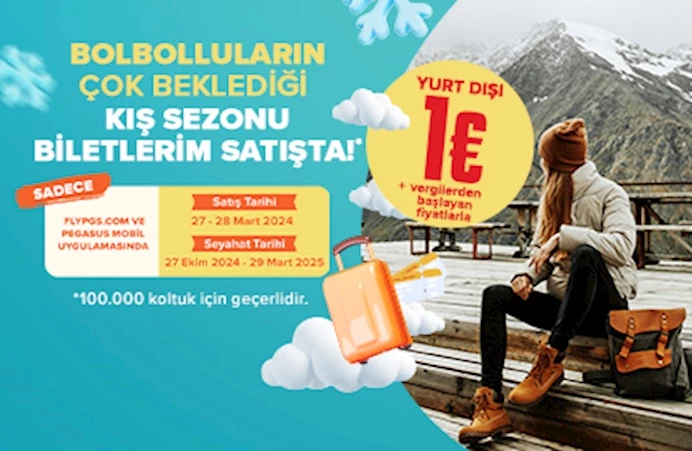 BOLBOLLULARIN
ÇOK BEKLEDİĞİ
KIŞ SEZONU
BİLETLERİM SATIŞTA!*
SADECE
FLYPGS.COM VE
PEGASUS MOBİL
UYGULAMASINDA
Satış Tarihi
27 - 28 Mart 2024
Seyahat Tarihi
27 Ekim 2024 - 29 Mart 2025
*100.000 koltuk için geçerlidir.
YURT DIŞI
1€
+ vergilerden
başlayan
fiyatlarla